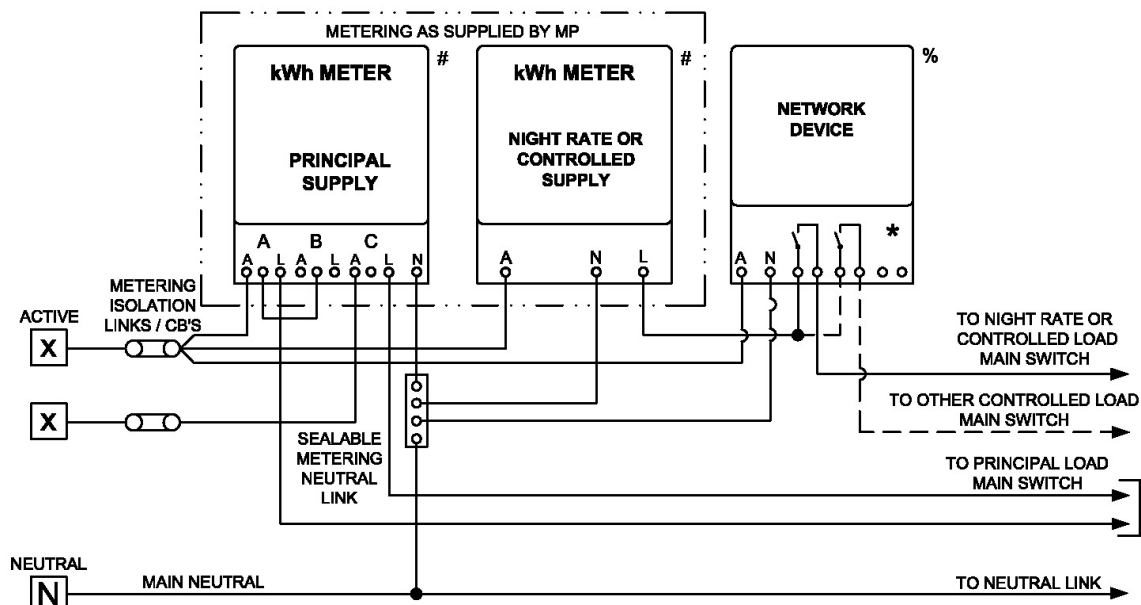 METERING AS SUPPLIED BY MP
kWh METER
#
PRINCIPAL
SUPPLY
A B C
A L A L A L N
kWh METER
#
NIGHT RATE OR
CONTROLLED
SUPPLY
A N L
%
NETWORK
DEVICE
*
A N
METERING
ISOLATION
LINKS / CB'S
ACTIVE
X
X
SEALABLE
METERING
NEUTRAL
LINK
TO NIGHT RATE OR
CONTROLLED LOAD
MAIN SWITCH
TO OTHER CONTROLLED LOAD
MAIN SWITCH
TO PRINCIPAL LOAD
MAIN SWITCH
NEUTRAL
N
MAIN NEUTRAL
TO NEUTRAL LINK